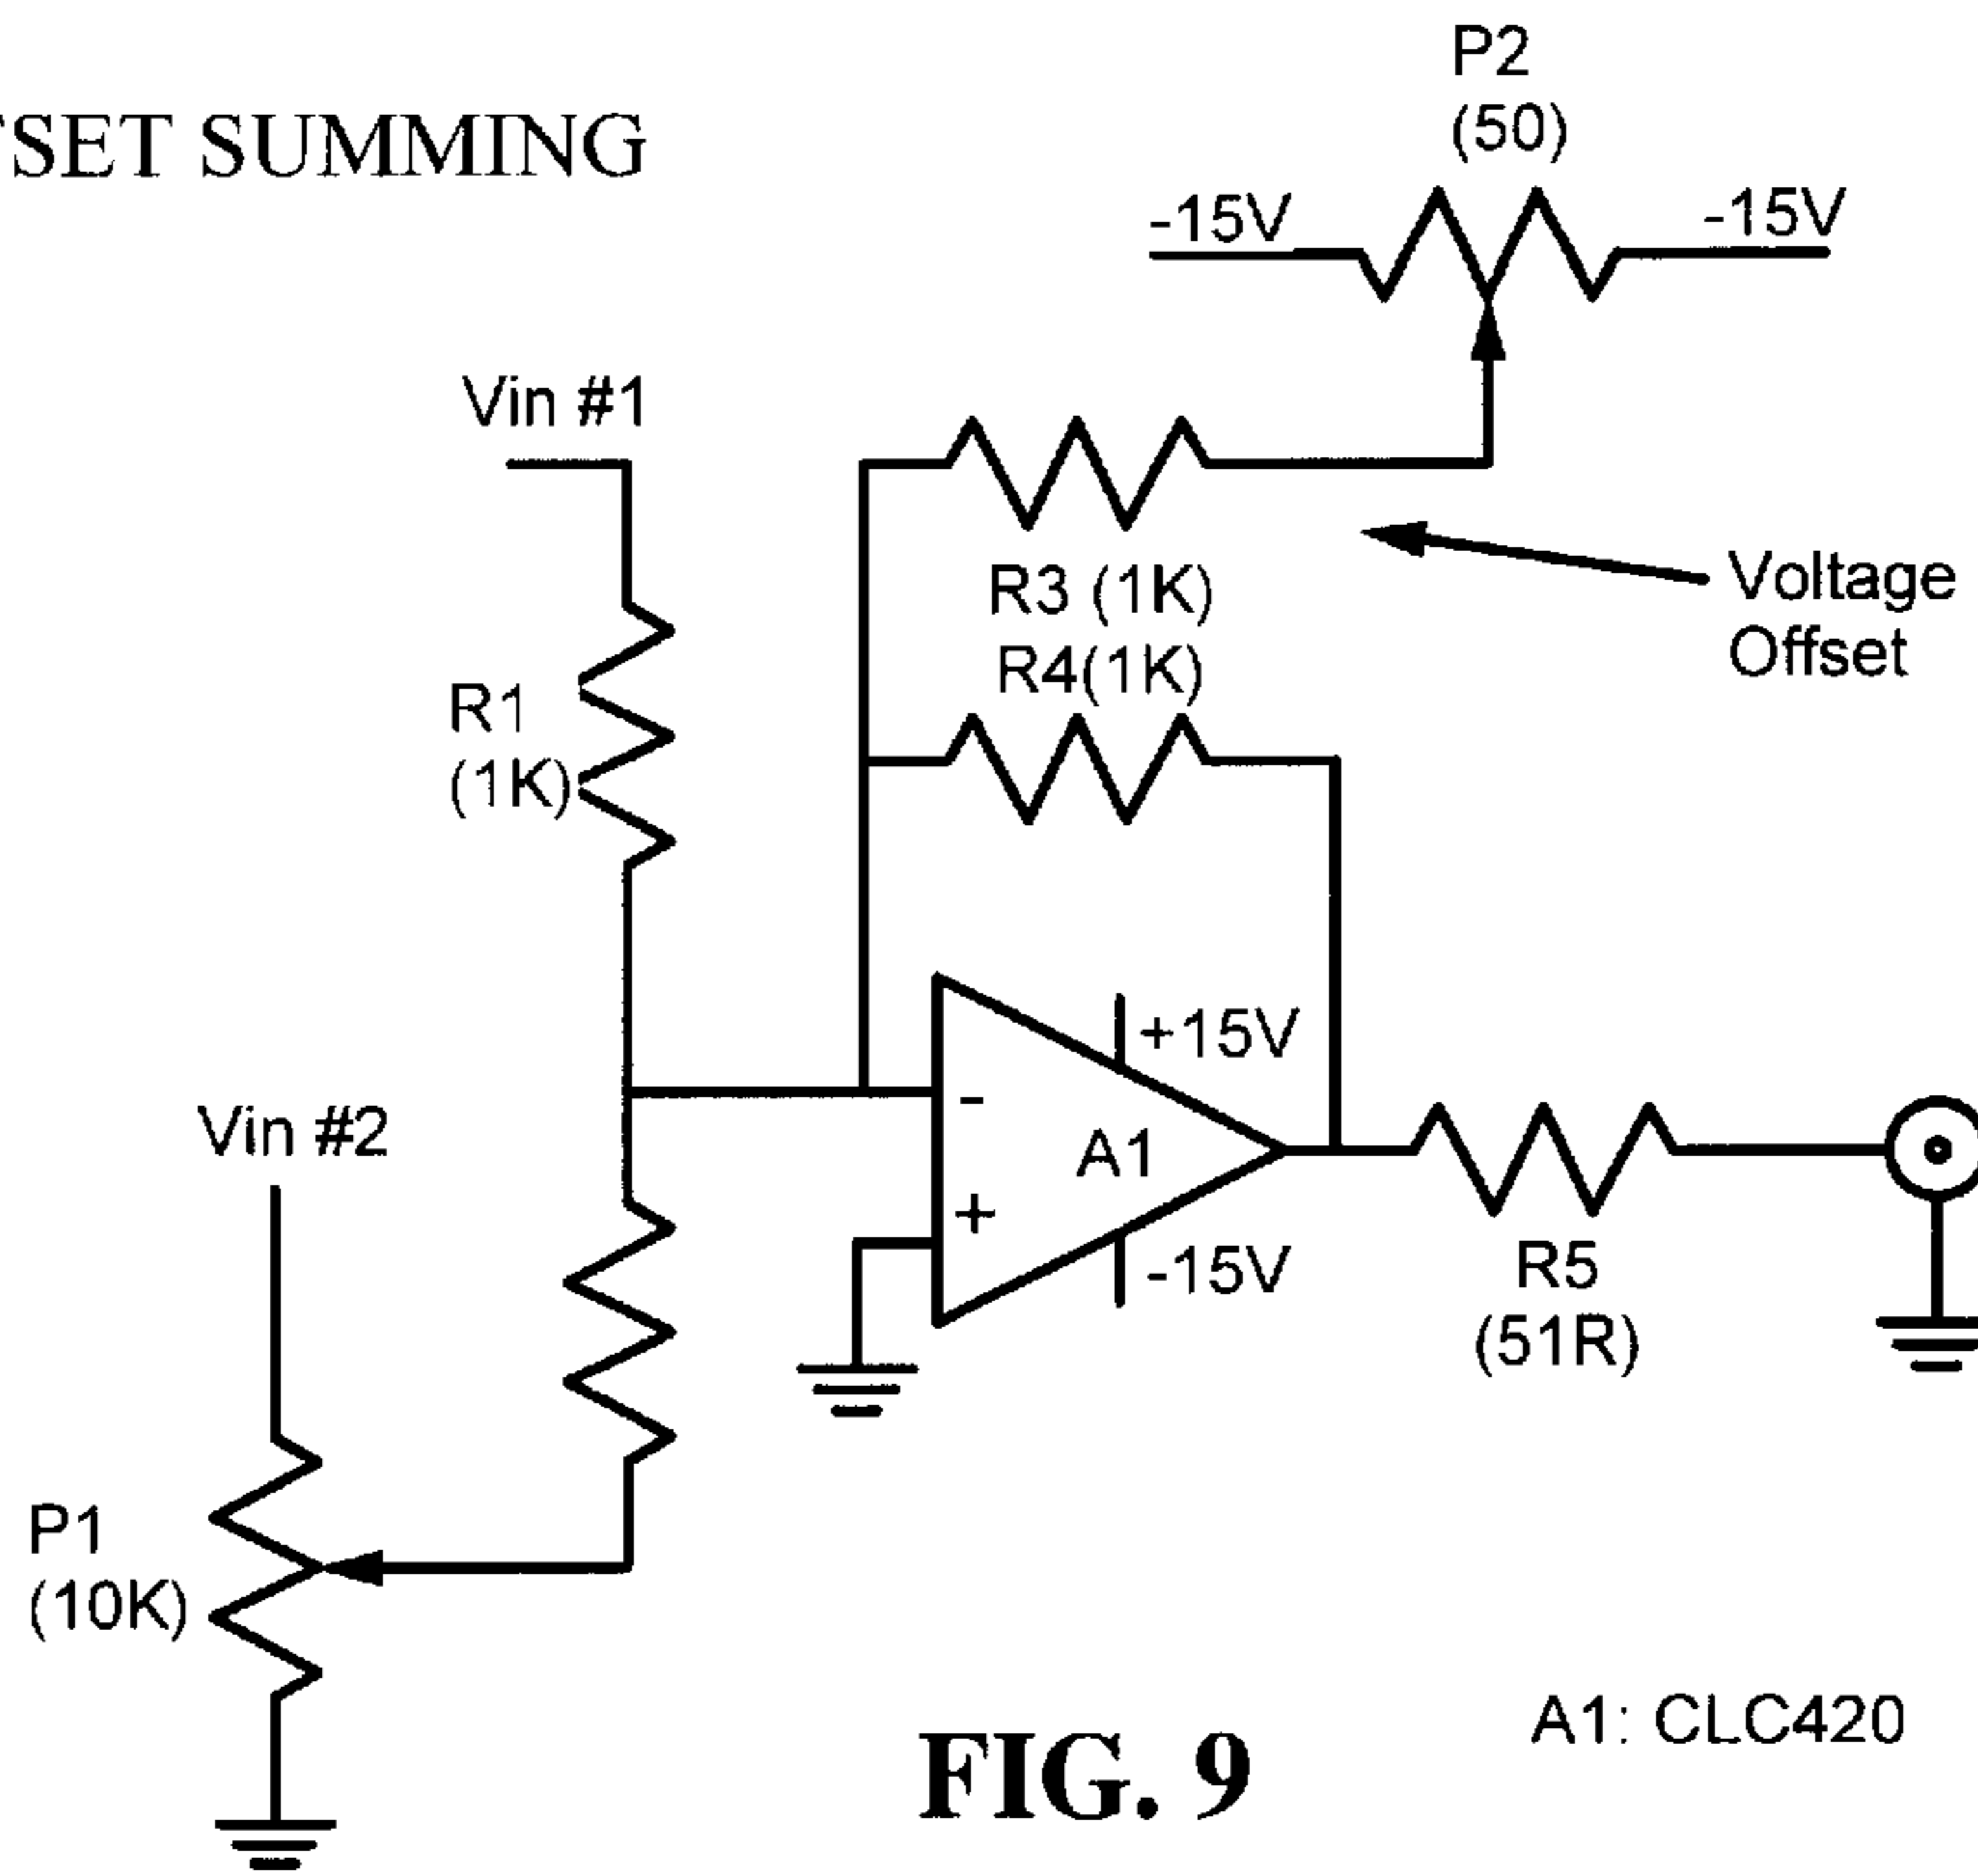 SET SUMMING
P2
(50)
-15V
-15V
Vin #1
R3 (1K)
R4(1K)
Voltage
Offset
R1
(1K)
Vin #2
+15V
-
A1
+
-15V
R5
(51R)
P1
(10K)
A1: CLC420
FIG. 9